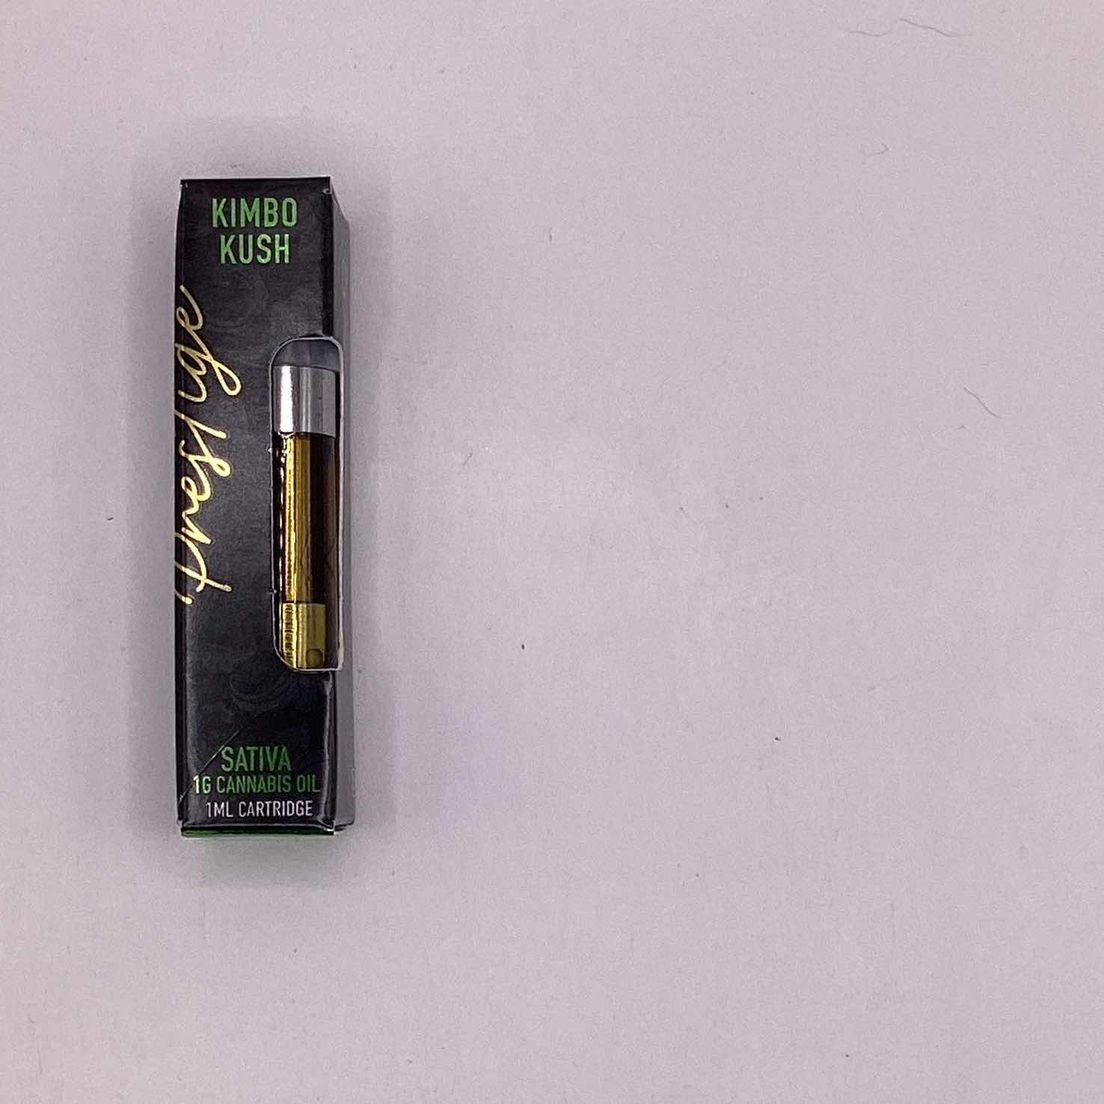 KIMBO
KUSH
Prestige
SATIVA
1G CANNABIS OIL
1ML CARTRIDGE